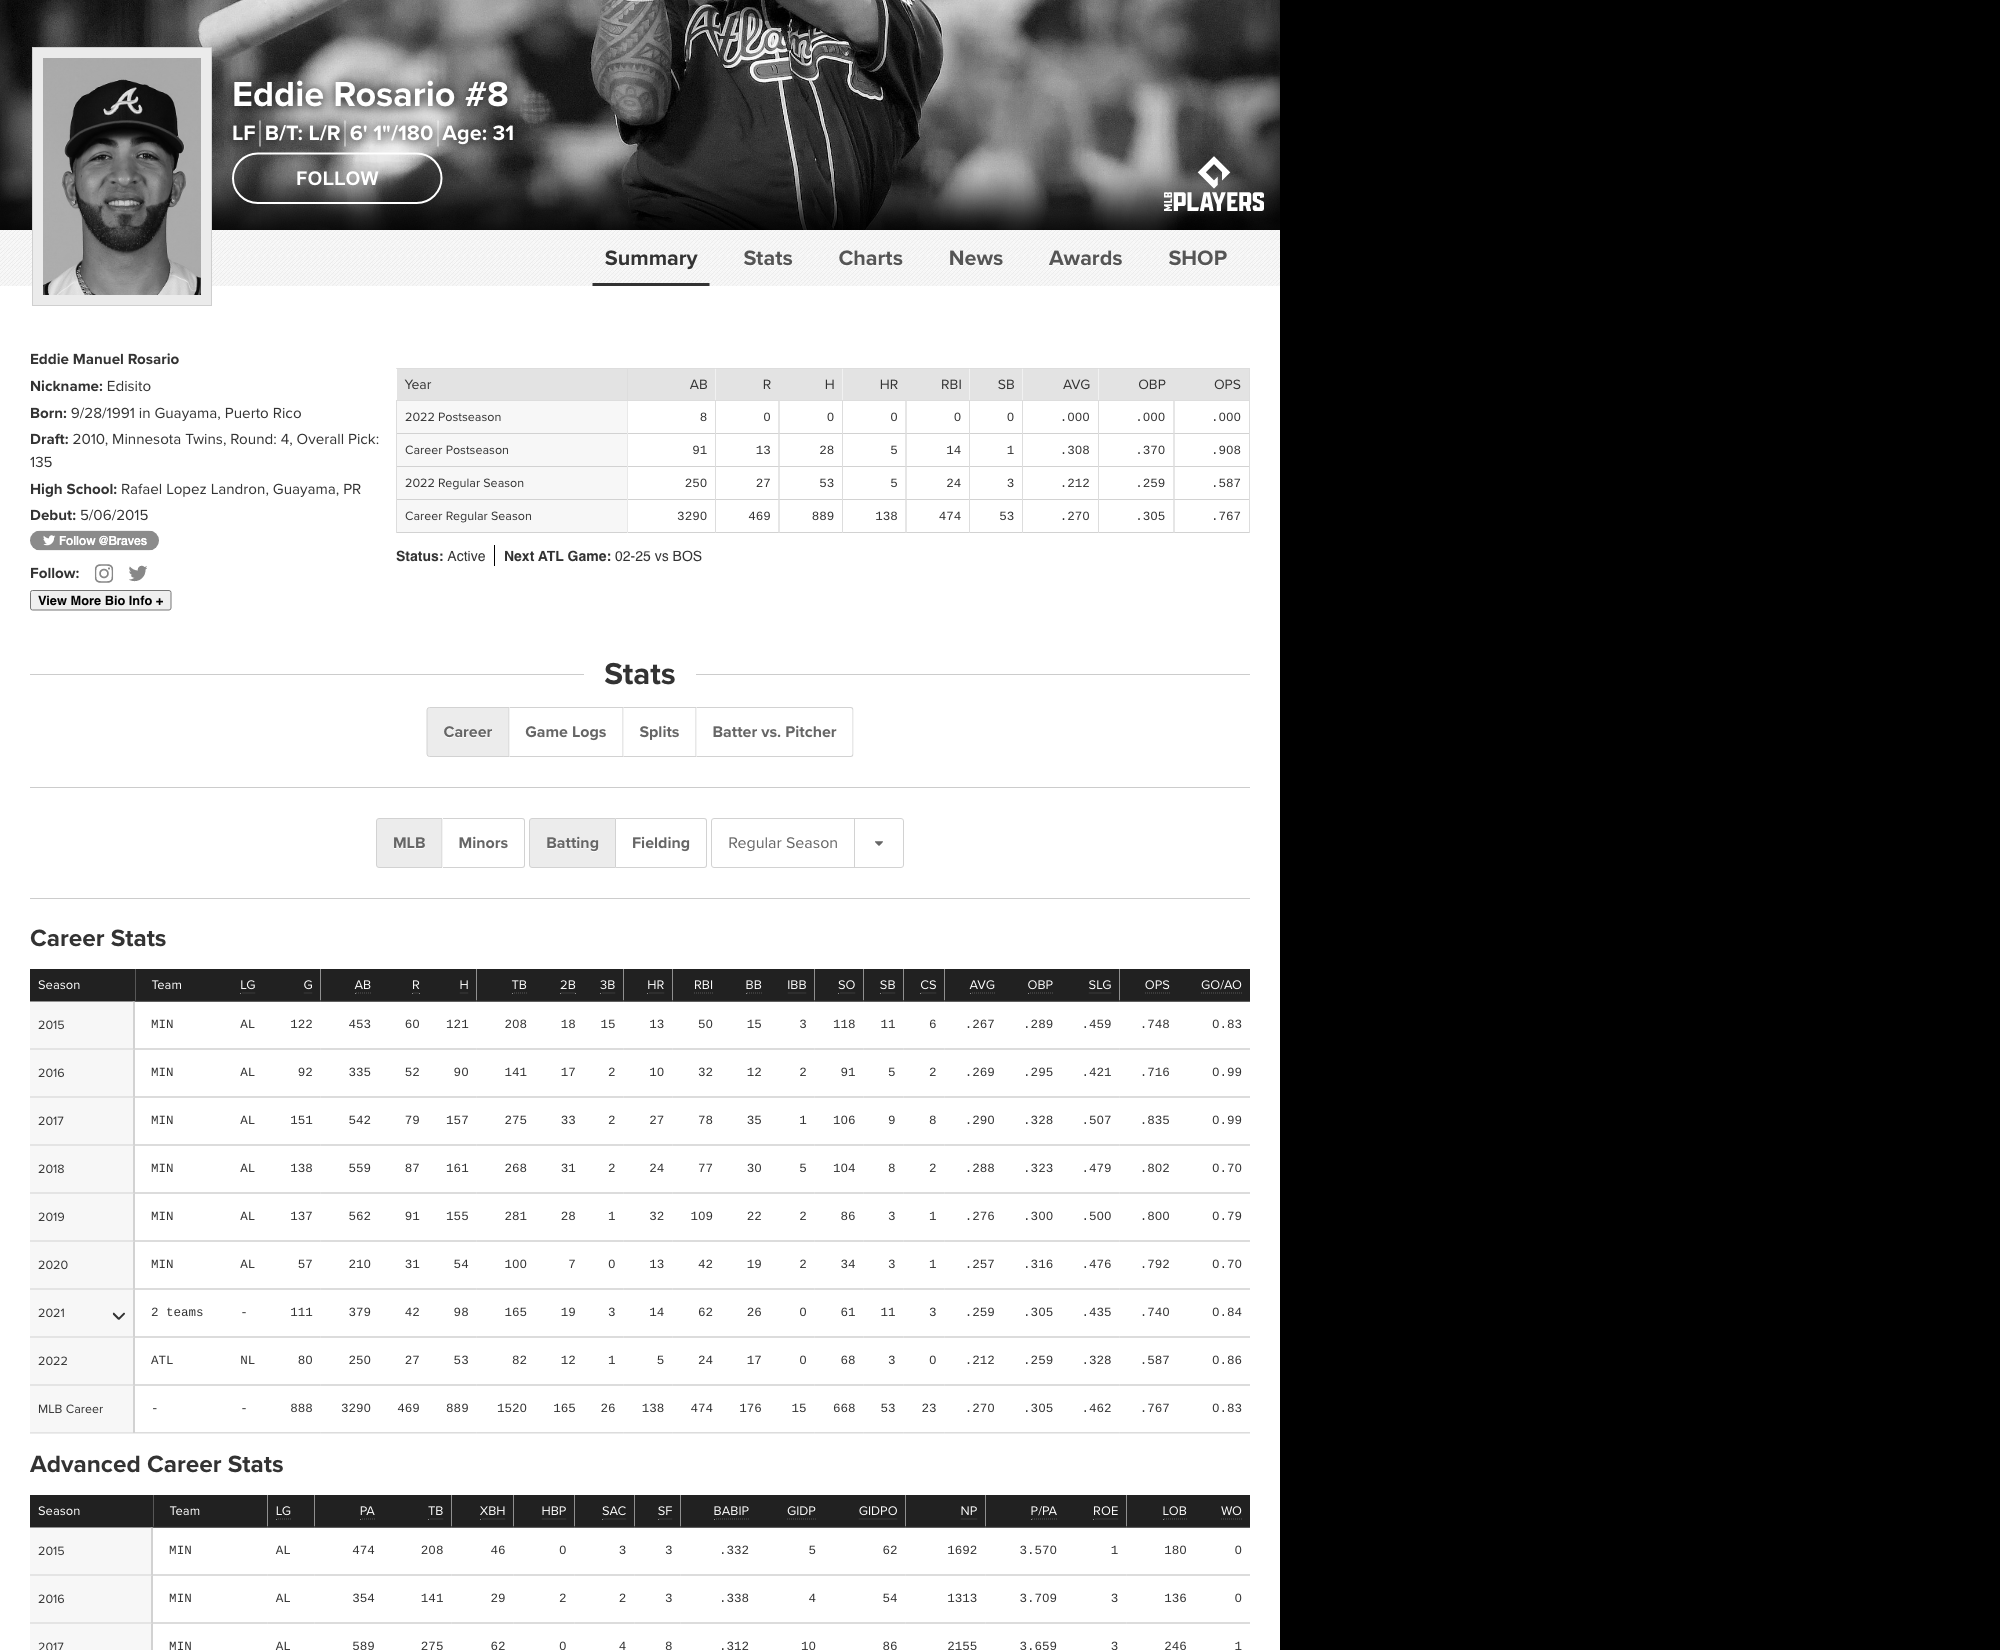 Atlan
Eddie Rosario #8
LF B/T: L/R 6' 1"/180 Age: 31
FOLLOW
MLB PLAYERS
Summary Stats Charts News Awards SHOP
Eddie Manuel Rosario
Nickname: Edisito
Born: 9/28/1991 in Guayama, Puerto Rico
Draft: 2010, Minnesota Twins, Round: 4, Overall Pick:
135
High School: Rafael Lopez Landron, Guayama, PR
Debut: 5/06/2015
Follow @Braves
Follow:
View More Bio Info +
Year AB R H HR RBI SB AVG OBP OPS
2022 Postseason 8 0 0 0 0 0 .000 .000 .000
Career Postseason 91 13 28 5 14 1 .308 .370 .908
2022 Regular Season 250 27 53 5 24 3 .212 .259 .587
Career Regular Season 3290 469 889 138 474 53 .270 .305 .767
Status: Active Next ATL Game: 02-25 vs BOS
Stats
Career Game Logs Splits Batter vs. Pitcher
MLB Minors Batting Fielding Regular Season
Career Stats
Season Team LG G AB R H TB 2B 3B HR RBI BB IBB SO SB CS AVG OBP SLG OPS GO/AO
2015 MIN AL 122 453 60 121 208 18 15 13 50 15 3 118 11 6 .267 .289 .459 .748 0.83
2016 MIN AL 92 335 52 90 141 17 2 10 32 12 2 91 5 2 .269 .295 .421 .716 0.99
2017 MIN AL 151 542 79 157 275 33 2 27 78 35 1 106 9 8 .290 .328 .507 .835 0.99
2018 MIN AL 138 559 87 161 268 31 2 24 77 30 5 104 8 2 .288 .323 .479 .802 0.70
2019 MIN AL 137 562 91 155 281 28 1 32 109 22 2 86 3 1 .276 .300 .500 .800 0.79
2020 MIN AL 57 210 31 54 100 7 0 13 42 19 2 34 3 1 .257 .316 .476 .792 0.70
2021 2 teams - 111 379 42 98 165 19 3 14 62 26 0 61 11 3 .259 .305 .435 .740 0.84
2022 ATL NL 80 250 27 53 82 12 1 5 24 17 0 68 3 0 .212 .259 .328 .587 0.86
MLB Career - - 888 3290 469 889 1520 165 26 138 474 176 15 668 53 23 .270 .305 .462 .767 0.83
Advanced Career Stats
Season Team LG PA TB XBH HBP SAC SF BABIP GIDP GIDPO NP P/PA ROE LOB WO
2015 MIN AL 474 208 46 0 3 3 .332 5 62 1692 3.570 1 180 0
2016 MIN AL 354 141 29 2 2 3 .338 4 54 1313 3.709 3 136 0
2017 MIN AL 589 275 62 0 4 8 .312 10 86 2155 3.659 3 246 1